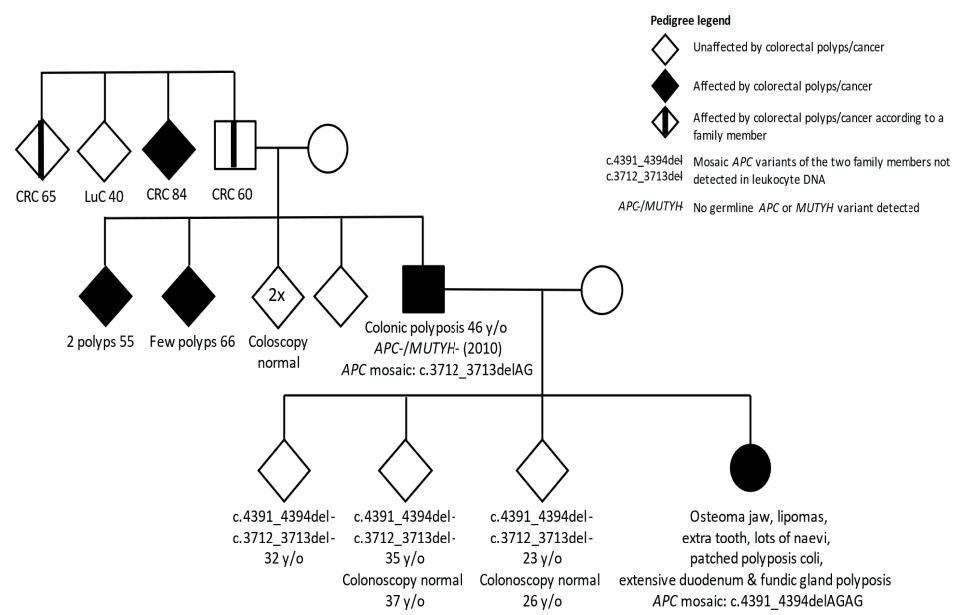 Pedigree legend
Unaffected by colorectal polyps/cancer
Affected by colorectal polyps/cancer
Affected by colorectal polyps/cancer according to a
family member
c.4391_4394del
c.3712_3713del
Mosaic APC variants of the two family members not
detected in leukocyte DNA
APC-/MUTYH-
No germline APC or MUTYH variant detected
CRC 65
LuC 40
CRC 84
CRC 60
2x
2 polyps 55
Few polyps 66
Coloscopy
normal
Colonic polyposis 46 y/o
APC-/MUTYH- (2010)
APC mosaic: c.3712_3713delAG
c.4391_4394del-
c.3712_3713del-
32 y/o
c.4391_4394del-
c.3712_3713del-
35 y/o
Colonoscopy normal
37 y/o
c.4391_4394del-
c.3712_3713del-
23 y/o
Colonoscopy normal
26 y/o
Osteoma jaw, lipomas,
extra tooth, lots of naevi,
patched polyposis coli,
extensive duodenum & fundic gland polyposis
APC mosaic: c.4391_4394delAGAG